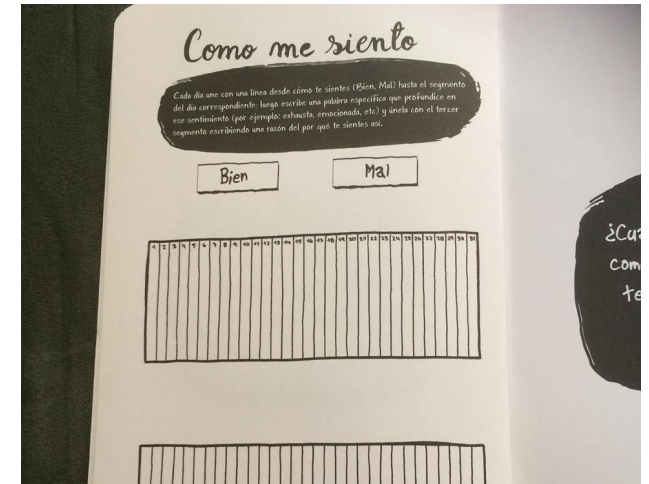 Como me siento
Cada día une con una línea desde cómo te sientes (Bien, Mal) hasta el segmento
del día correspondiente; luego escribe una palabra específica que profundice en
ese sentimiento (por ejemplo: exhausta, emocionada, etc) y únela con el tercer
segmento escribiendo una razón del por qué te sientes así.
Bien Mal
1 2 3 4 5 6 7 8 9 10 11 12 13 14 15 16 17 18 19 20 21 22 23 24 25 26 27 28 29 30 31
¿Cuá
com
te